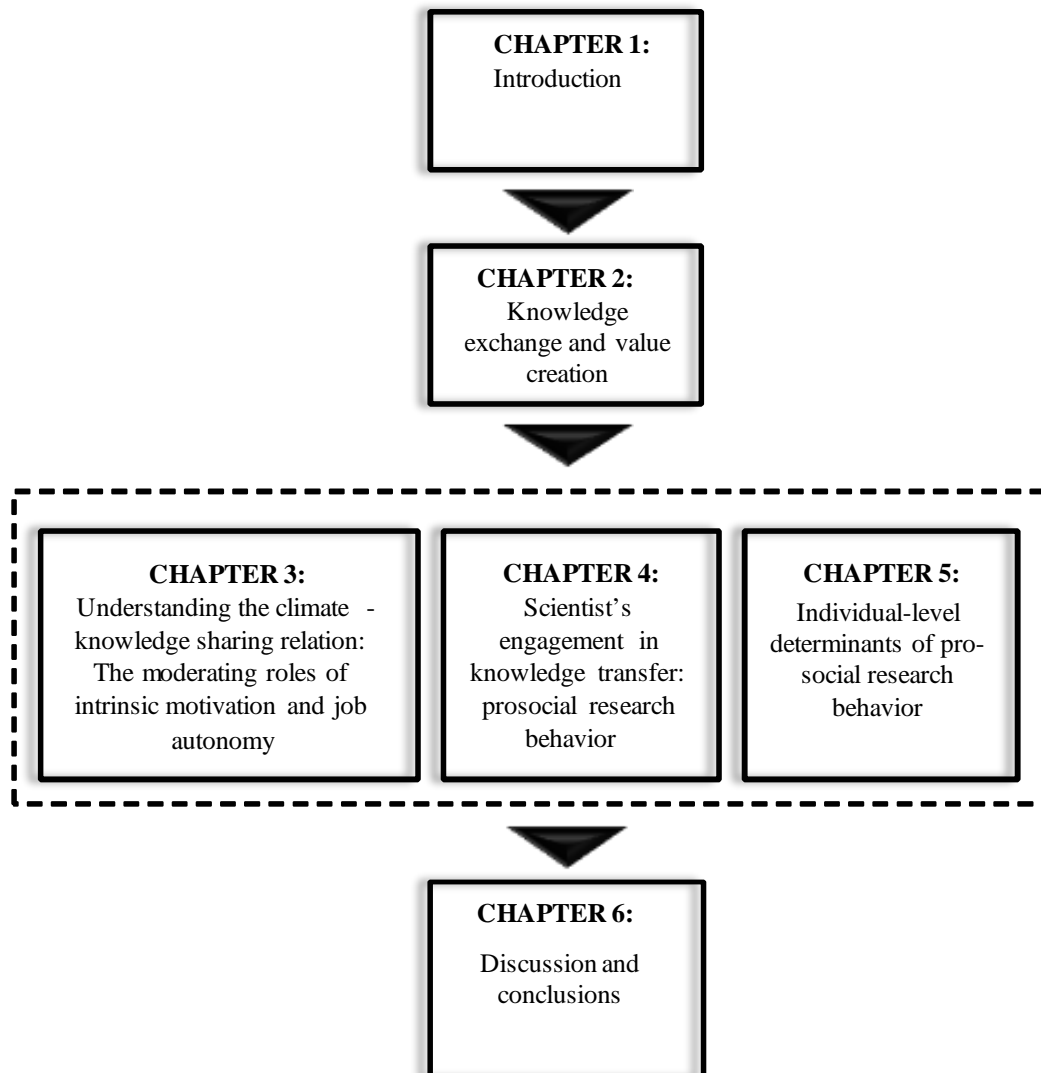 CHAPTER 1:
Introduction
CHAPTER 2:
Knowledge
exchange and value
creation
CHAPTER 3:
Understanding the climate -
knowledge sharing relation:
The moderating roles of
intrinsic motivation and job
autonomy
CHAPTER 4:
Scientist’s
engagement in
knowledge transfer:
prosocial research
behavior
CHAPTER 5:
Individual-level
determinants of pro-
social research
behavior
CHAPTER 6:
Discussion and
conclusions